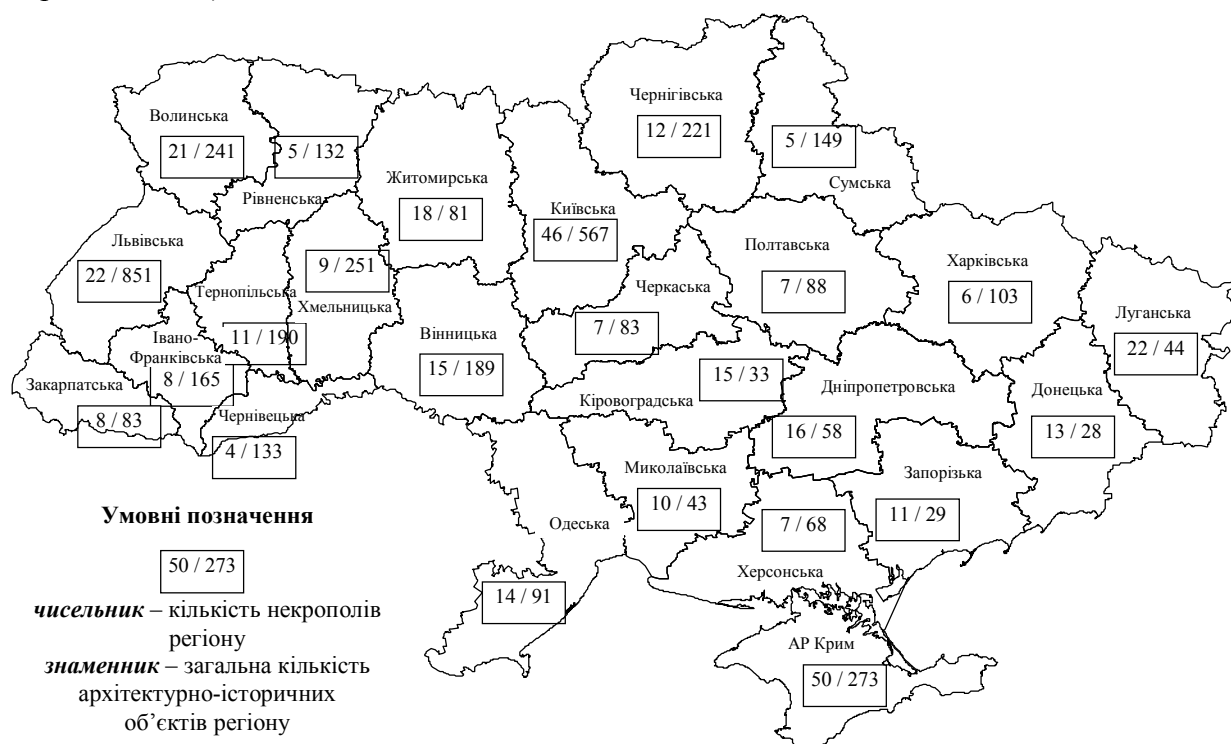 Чернігівська
12 / 221
Волинська
21 / 241
5 / 132
5 / 149
Житомирська
18 / 81
Сумська
Рівненська
Київська
46 / 567
Львівська
22 / 851
9 / 251
Полтавська
7 / 88
Харківська
6 / 103
Тернопільська
Хмельницька
Черкаська
7 / 83
Луганська
22 / 44
11 / 190
Вінницька
15 / 189
Івано-
Франківська
8 / 165
15 / 33
Закарпатська
8 / 83
Кіровоградська
Дніпропетровська
16 / 58
Донецька
13 / 28
Чернівецька
4 / 133
Миколаївська
10 / 43
Запорізька
11 / 29
7 / 68
Одеська
14 / 91
Херсонська
АР Крим
50 / 273
Умовні позначення
50 / 273
чисельник – кількість некрополів
регіону
знаменник – загальна кількість
архітектурно-історичних
об’єктів регіону